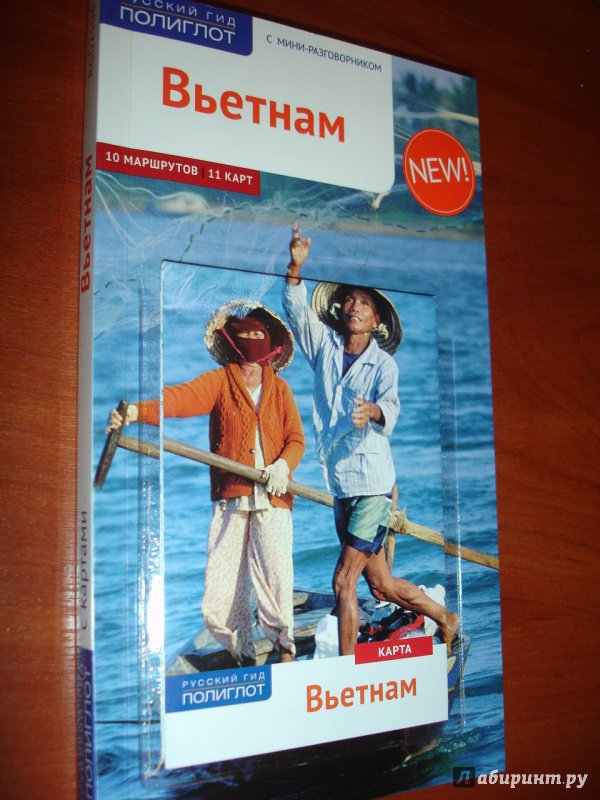 РУССКИЙ ГИД
ПОЛИГЛОТ
С МИНИ-РАЗГОВОРНИКОМ
Вьетнам
10 МАРШРУТОВ | 11 КАРТ
NEW!
Вьетнам
с картами
ПОЛИГЛОТ
КАРТА
РУССКИЙ ГИД
ПОЛИГЛОТ
Вьетнам
Лабиринт.ру